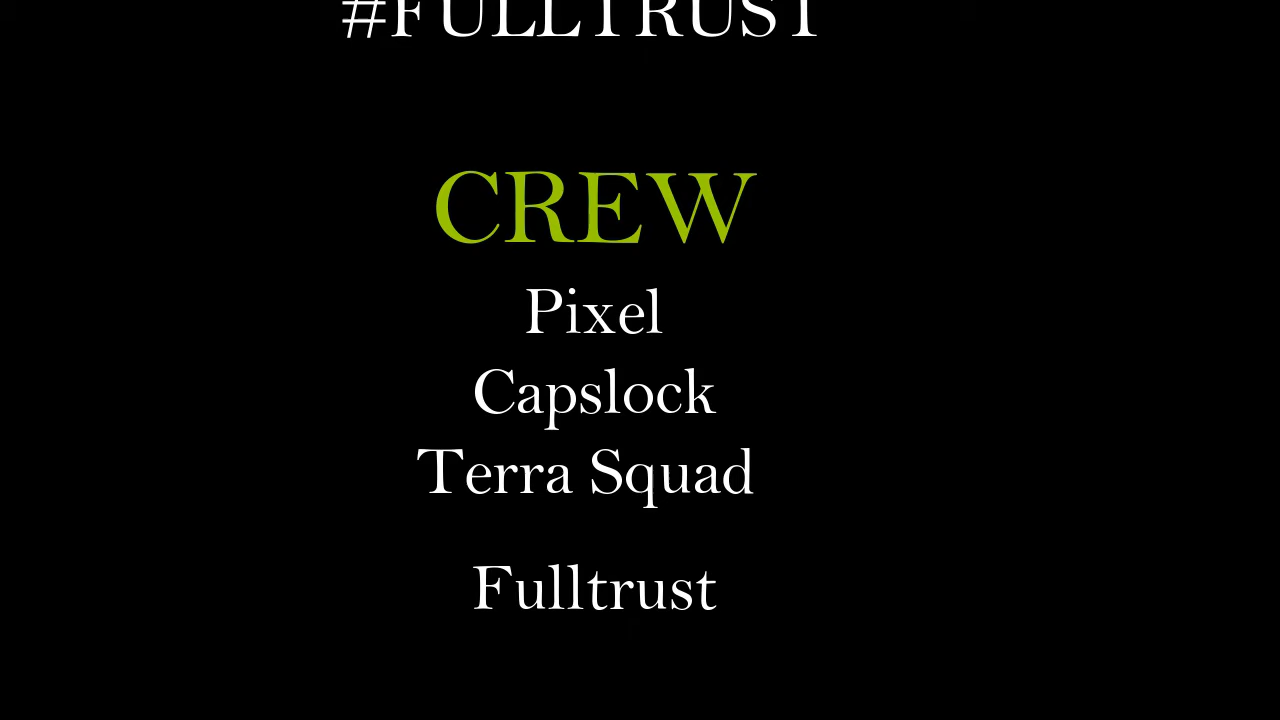 #FULLTRUST
CREW
Pixel
Capslock
Terra Squad
Fulltrust